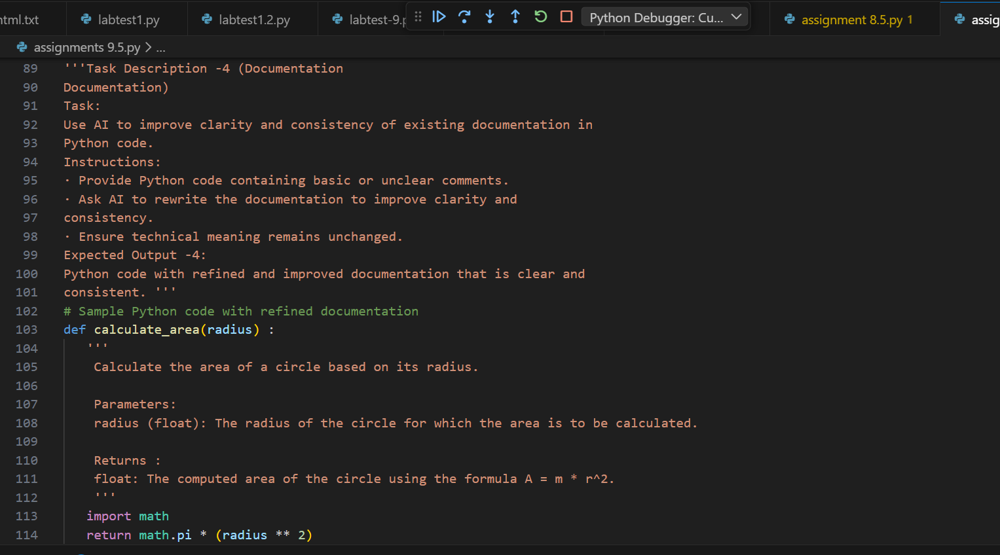 html.txt
labtest1.py
labtest1.2.py
labtest-9.p
Python Debugger: Cu...
assignment 8.5.py 1
assig
assignments 9.5.py > ...
89 '''Task Description -4 (Documentation
90 Documentation)
91 Task:
92 Use AI to improve clarity and consistency of existing documentation in
93 Python code.
94 Instructions:
95 · Provide Python code containing basic or unclear comments.
96 · Ask AI to rewrite the documentation to improve clarity and
97 consistency.
98 · Ensure technical meaning remains unchanged.
99 Expected Output -4:
100 Python code with refined and improved documentation that is clear and
101 consistent. '''
102 # Sample Python code with refined documentation
103 def calculate_area(radius) :
104 '''
105 Calculate the area of a circle based on its radius.
106
107 Parameters:
108 radius (float): The radius of the circle for which the area is to be calculated.
109
110 Returns :
111 float: The computed area of the circle using the formula A = m * r^2.
112 '''
113 import math
114 return math.pi * (radius ** 2)